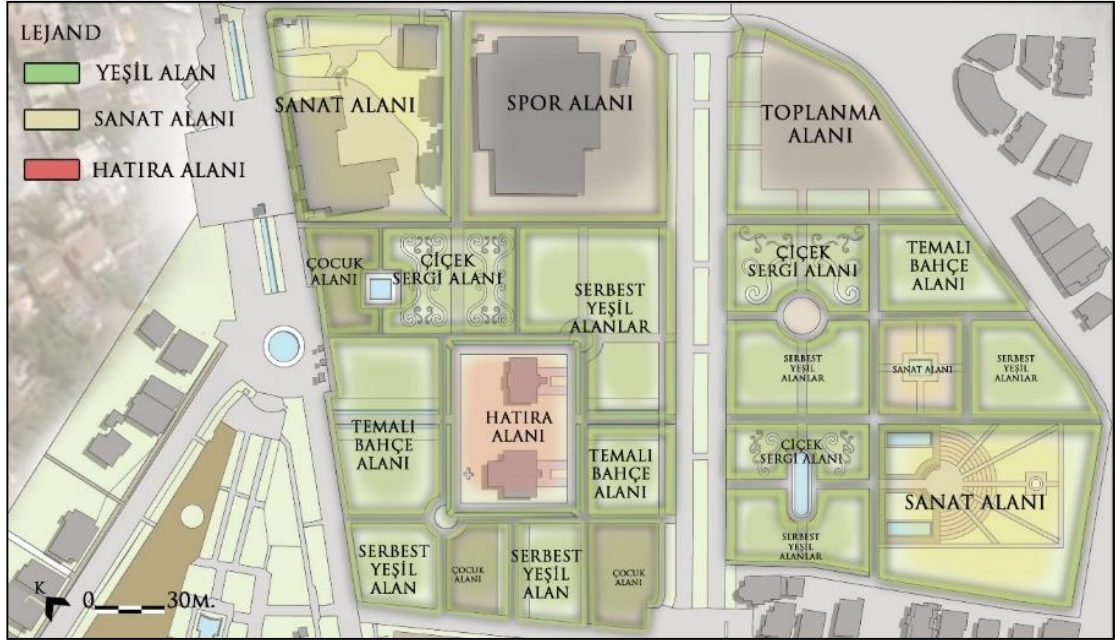 LEJAND
YEŞİL ALAN
SANAT ALANI
HATIRA ALANI
SANAT ALANI
SPOR ALANI
TOPLANMA
ALANI
ÇOCUK
ALANI
ÇİÇEK
SERGİ ALANI
SERBEST
YEŞİL
ALANLAR
ÇİÇEK
SERGİ ALANI
TEMALI
BAHÇE
ALANI
SERBEST
YEŞİL
ALANLAR
SANAT ALANI
SERBEST
YEŞİL
ALANLAR
TEMALI
BAHÇE
ALANI
HATIRA
ALANI
TEMALI
BAHÇE
ALANI
ÇİÇEK
SERGİ ALANI
SANAT ALANI
SERBEST
YEŞİL
ALANLAR
SERBEST
YEŞİL
ALAN
ÇOCUK
ALANI
SERBEST
YEŞİL
ALAN
ÇOCUK
ALANI
K
0 30M.